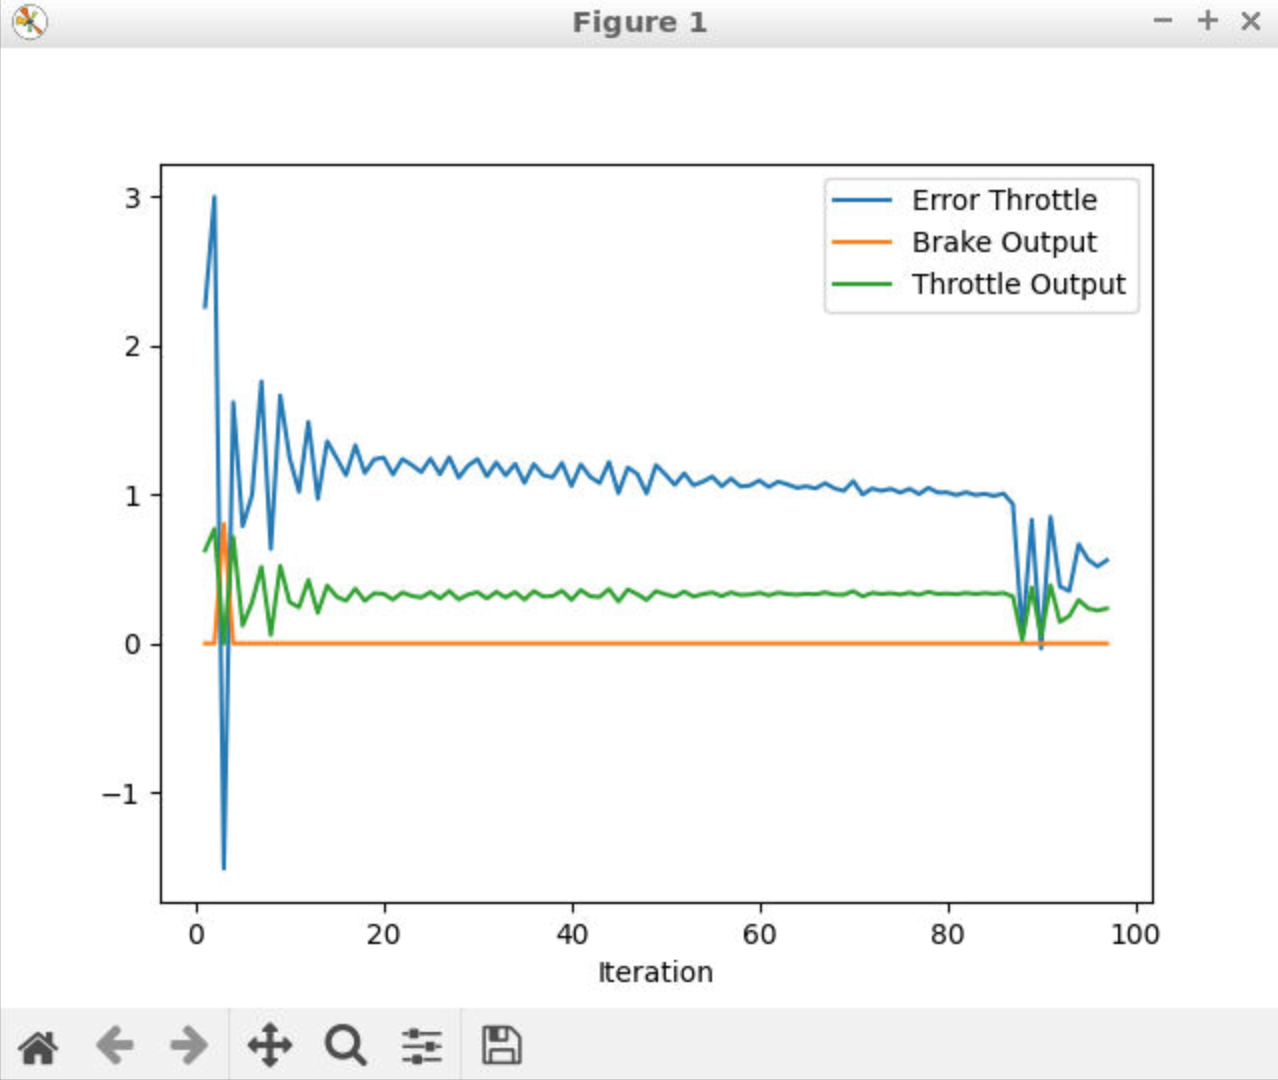 Figure 1
Error Throttle
Brake Output
Throttle Output
3
2
1
0
−1
0 20 40 60 80 100
Iteration